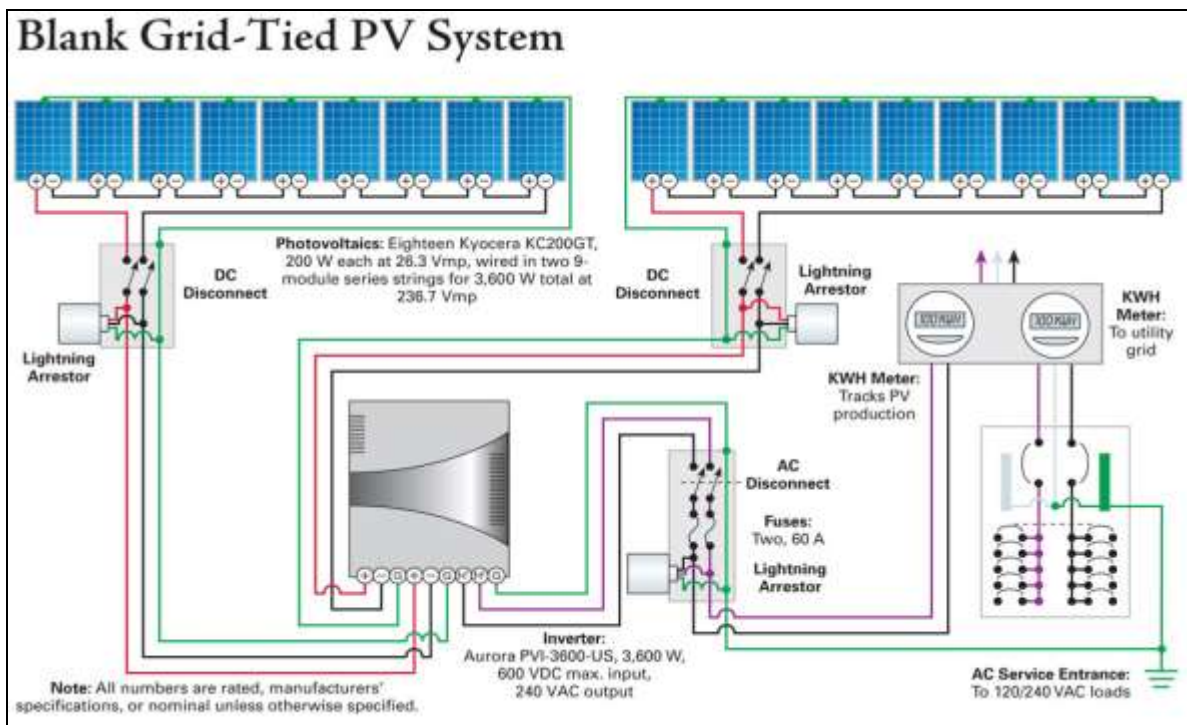 Blank Grid-Tied PV System
Photovoltaics: Eighteen Kyocera KC200GT,
200 W each at 26.3 Vmp, wired in two 9-
module series strings for 3,600 W total at
236.7 Vmp
DC
Disconnect
Lightning
Arrestor
DC
Disconnect
Lightning
Arrestor
KWH
Meter:
To utility
grid
KWH Meter:
Tracks PV
production
AC
Disconnect
Fuses:
Two, 60 A
Lightning
Arrestor
Inverter:
Aurora PVI-3600-US, 3,600 W,
600 VDC max. input,
240 VAC output
Note: All numbers are rated, manufacturers'
specifications, or nominal unless otherwise specified.
AC Service Entrance:
To 120/240 VAC loads